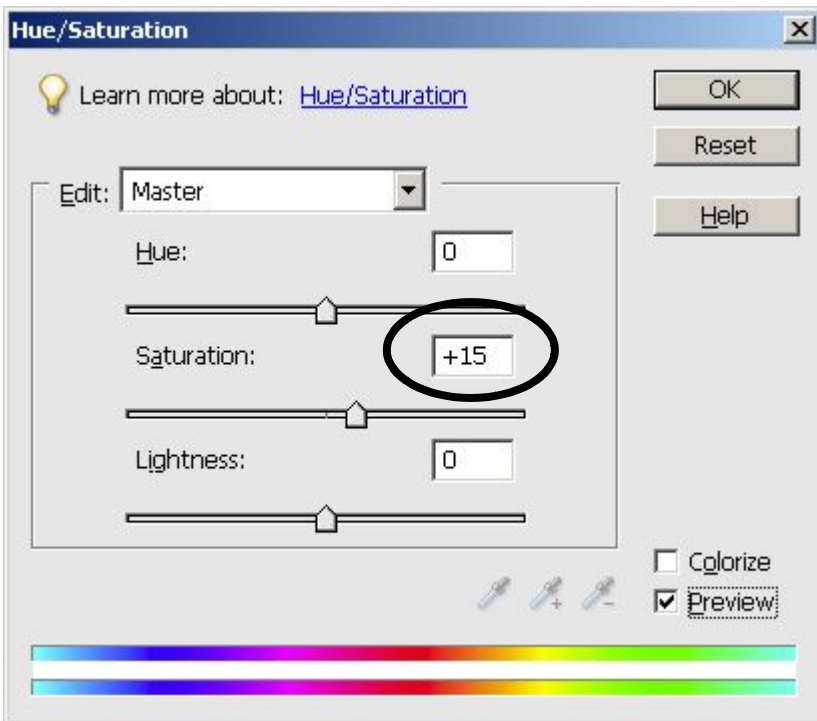 Hue/Saturation
Learn more about: Hue/Saturation
OK
Reset
Edit: Master
Help
Hue: 0
Saturation: +15
Lightness: 0
Colorize
Preview